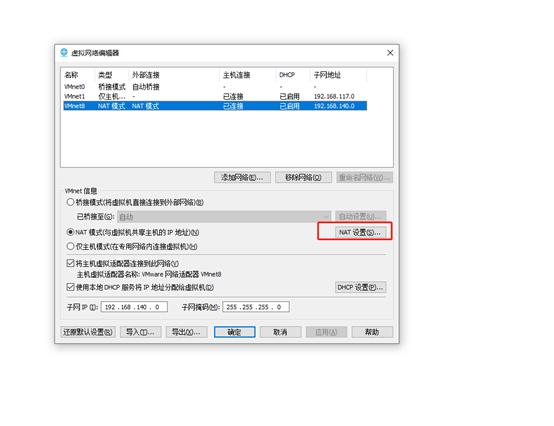 虚拟网络编辑器
名称 类型 外部连接 主机连接 DHCP 子网地址
VMnet0 桥接模式 自动桥接 - - -
VMnet1 仅主机... - 已连接 已启用 192.168.117.0
VMnet8 NAT 模式 NAT 模式 已连接 已启用 192.168.140.0
添加网络(E)... 移除网络(O) 重命名网络(W)...
VMnet 信息
桥接模式(将虚拟机直接连接到外部网络)(B)
已桥接至(G): 自动 自动设置(U)...
NAT 模式(与虚拟机共享主机的 IP 地址)(N) NAT 设置(S)...
仅主机模式(在专用网络内连接虚拟机)(H)
将主机虚拟适配器连接到此网络(V)
主机虚拟适配器名称: VMware 网络适配器 VMnet8
使用本地 DHCP 服务将 IP 地址分配给虚拟机(D) DHCP 设置(P)...
子网 IP (I): 192.168.140.0 子网掩码(M): 255.255.255.0
还原默认设置(R) 导入(T)... 导出(X)... 确定 取消 应用(A) 帮助